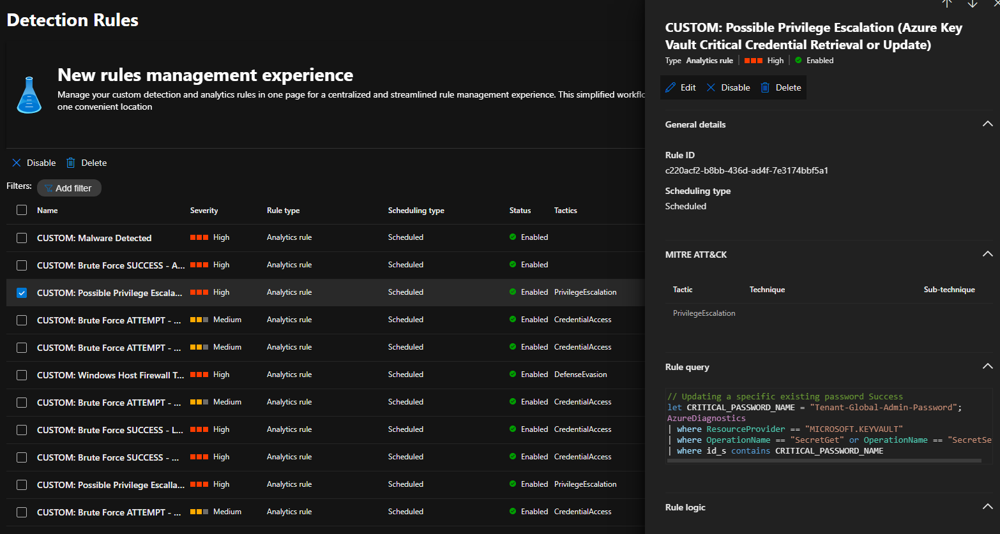 Detection Rules
New rules management experience
Manage your custom detection and analytics rules in one page for a centralized and streamlined rule management experience. This simplified
one convenient location
Disable Delete
Filters: Add filter
Name Severity Rule type Scheduling type Status Tactics
CUSTOM: Malware Detected High Analytics rule Scheduled Enabled
CUSTOM: Brute Force SUCCESS - A... High Analytics rule Scheduled Enabled
CUSTOM: Possible Privilege Escala... High Analytics rule Scheduled Enabled PrivilegeEscalation
CUSTOM: Brute Force ATTEMPT - ... Medium Analytics rule Scheduled Enabled CredentialAccess
CUSTOM: Brute Force ATTEMPT - ... Medium Analytics rule Scheduled Enabled CredentialAccess
CUSTOM: Windows Host Firewall T... High Analytics rule Scheduled Enabled DefenseEvasion
CUSTOM: Brute Force ATTEMPT - ... Medium Analytics rule Scheduled Enabled CredentialAccess
CUSTOM: Brute Force SUCCESS - L... High Analytics rule Scheduled Enabled CredentialAccess
CUSTOM: Brute Force SUCCESS - ... High Analytics rule Scheduled Enabled CredentialAccess
CUSTOM: Possible Privilege Escalla... High Analytics rule Scheduled Enabled PrivilegeEscalation
CUSTOM: Brute Force ATTEMPT - ... Medium Analytics rule Scheduled Enabled CredentialAccess
CUSTOM: Possible Privilege Escalation (Azure Key
Vault Critical Credential Retrieval or Update)
Type Analytics rule | High | Enabled
Edit Disable Delete
General details
Rule ID
c220acf2-b8bb-436d-ad4f-7e3174bbf5a1
Scheduling type
Scheduled
MITRE ATT&CK
Tactic Technique Sub-technique
PrivilegeEscalation
Rule query
// Updating a specific existing password Success
let CRITICAL_PASSWORD_NAME = "Tenant-Global-Admin-Password";
AzureDiagnostics
| where ResourceProvider == "MICROSOFT.KEYVAULT"
| where OperationName == "SecretGet" or OperationName == "SecretSe
| where id_s contains CRITICAL_PASSWORD_NAME
Rule logic